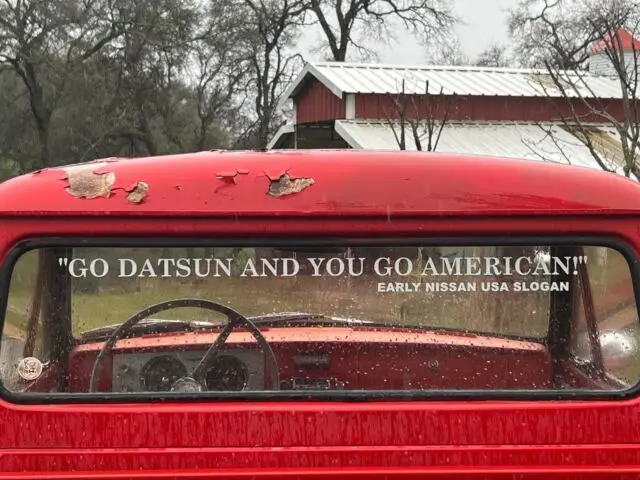 "GO DATSUN AND YOU GO AMERICAN!"
EARLY NISSAN USA SLOGAN